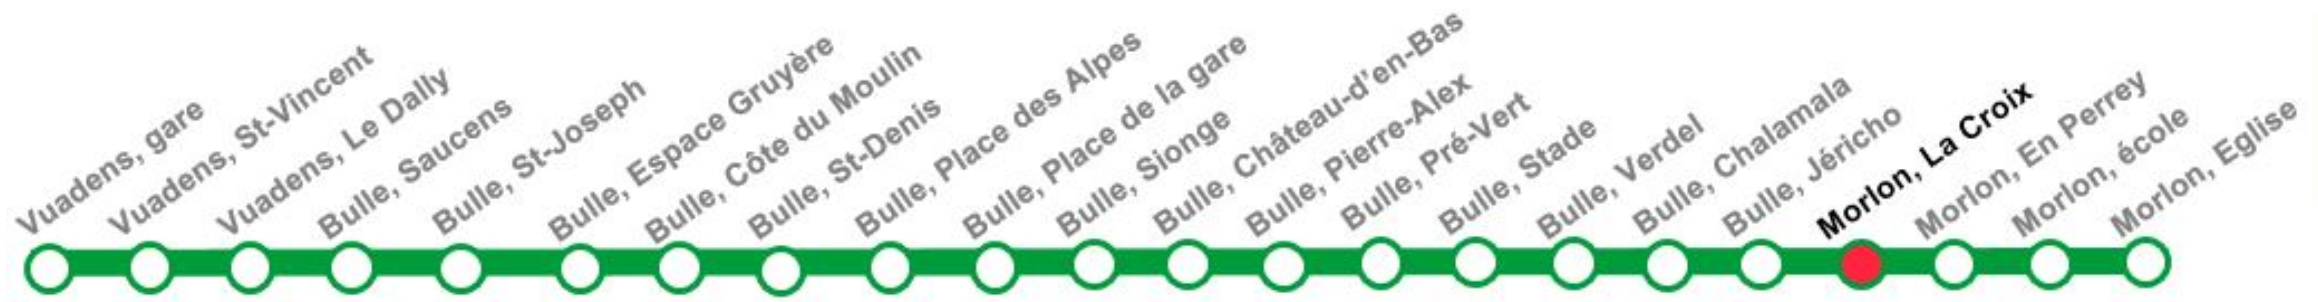 Vuadens, gare
Vuadens, St-Vincent
Vuadens, Le Dally
Bulle, Saucens
Bulle, St-Joseph
Bulle, Espace Gruyère
Bulle, Côte du Moulin
Bulle, St-Denis
Bulle, Place des Alpes
Bulle, Place de la gare
Bulle, Sionge
Bulle, Château-d'en-Bas
Bulle, Pierre-Alex
Bulle, Pré-Vert
Bulle, Stade
Bulle, Verdel
Bulle, Chalamala
Bulle, Jéricho
Morlon, La Croix
Morlon, En Perrey
Morlon, école
Morlon, Eglise